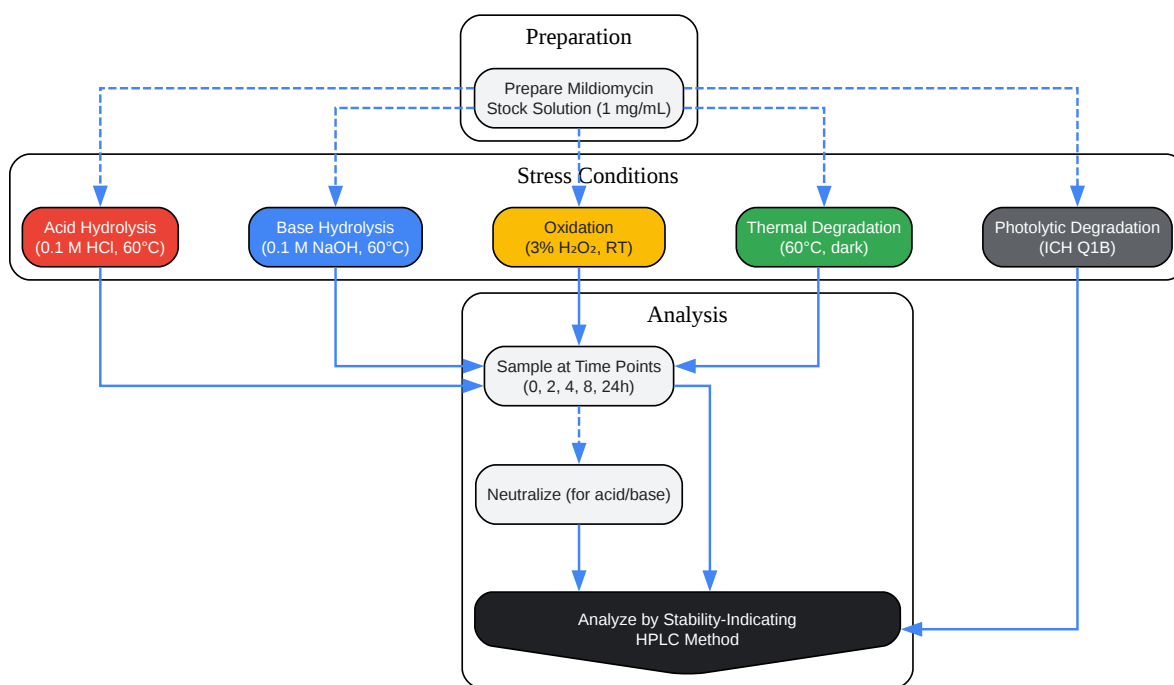 Preparation
Prepare Mildiomycin
Stock Solution (1 mg/mL)
Stress Conditions
Acid Hydrolysis
(0.1 M HCl, 60°C)
Base Hydrolysis
(0.1 M NaOH, 60°C)
Oxidation
(3% H₂O₂, RT)
Thermal Degradation
(60°C, dark)
Photolytic Degradation
(ICH Q1B)
Analysis
Sample at Time Points
(0, 2, 4, 8, 24h)
Neutralize (for acid/base)
Analyze by Stability-Indicating
HPLC Method